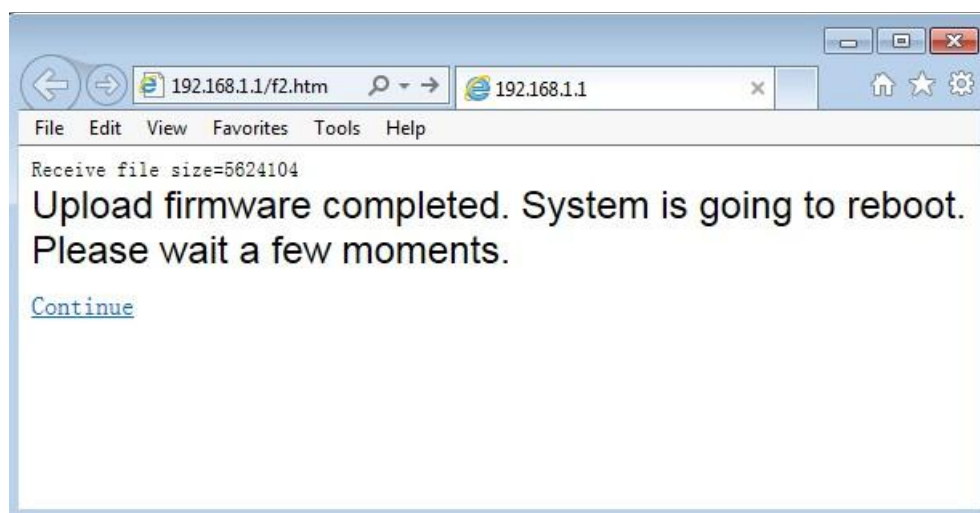 192.168.1.1/f2.htm
192.168.1.1
File Edit View Favorites Tools Help
Receive file size=5624104
Upload firmware completed. System is going to reboot.
Please wait a few moments.
Continue